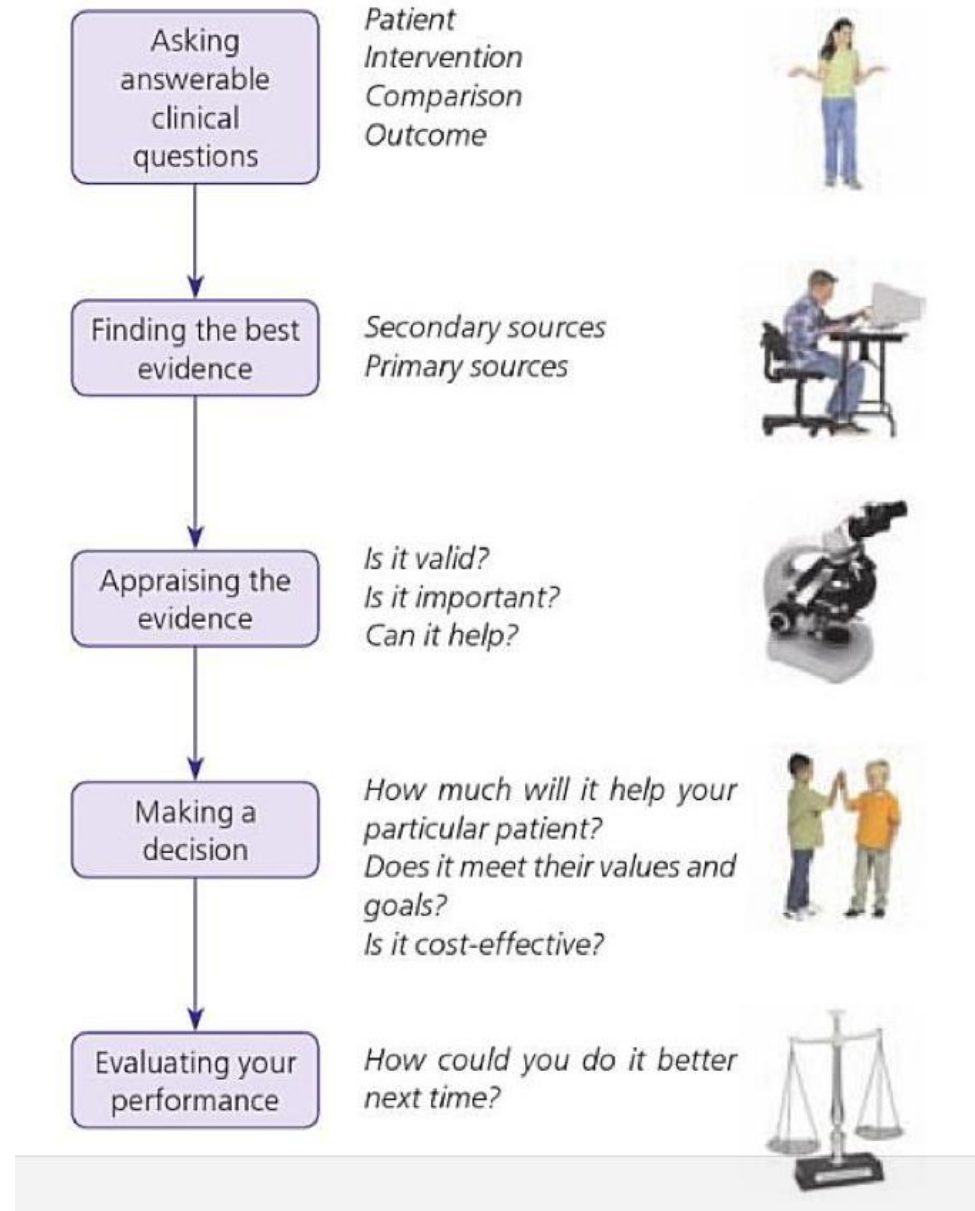 Asking
answerable
clinical
questions
Patient
Intervention
Comparison
Outcome
Finding the best
evidence
Secondary sources
Primary sources
Appraising the
evidence
Is it valid?
Is it important?
Can it help?
Making a
decision
How much will it help your
particular patient?
Does it meet their values and
goals?
Is it cost-effective?
Evaluating your
performance
How could you do it better
next time?